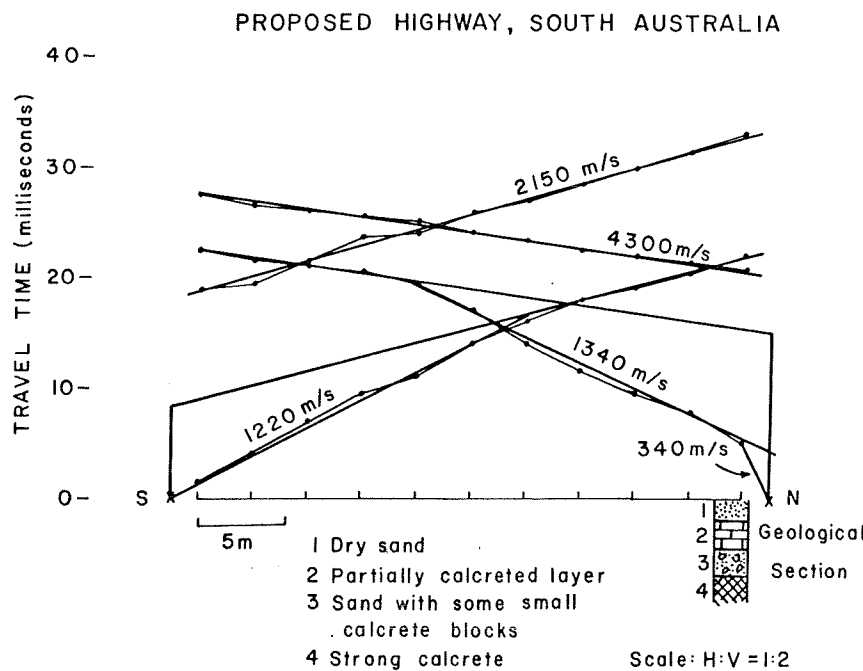 PROPOSED HIGHWAY, SOUTH AUSTRALIA
TRAVEL TIME (milliseconds)
40
30
20
10
0
2150 m/s
4300 m/s
1340 m/s
1220 m/s
340 m/s
S
N
5m
1 Dry sand
2 Partially calcreted layer
3 Sand with some small
. calcrete blocks
4 Strong calcrete
1
2
3
4
Geological
Section
Scale: H:V = 1:2